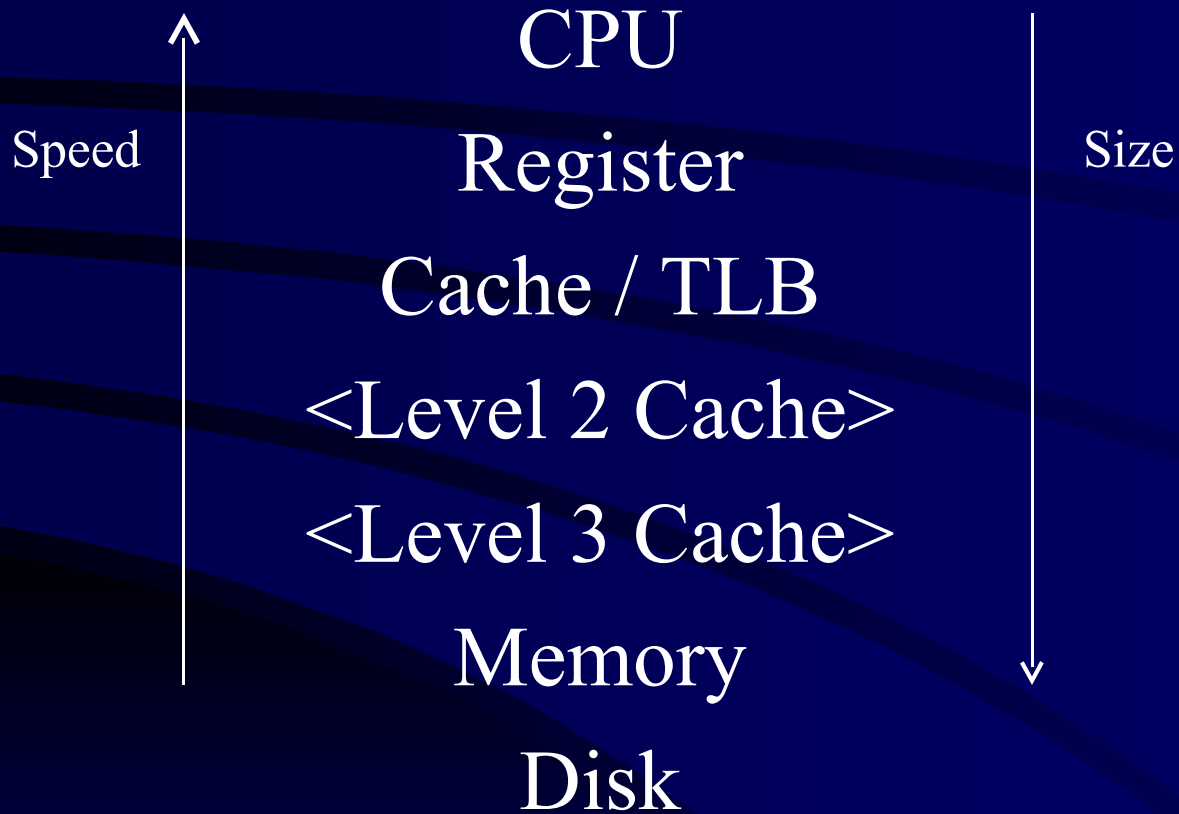 CPU
Speed
Register
Size
Cache / TLB
<Level 2 Cache>
<Level 3 Cache>
Memory
Disk